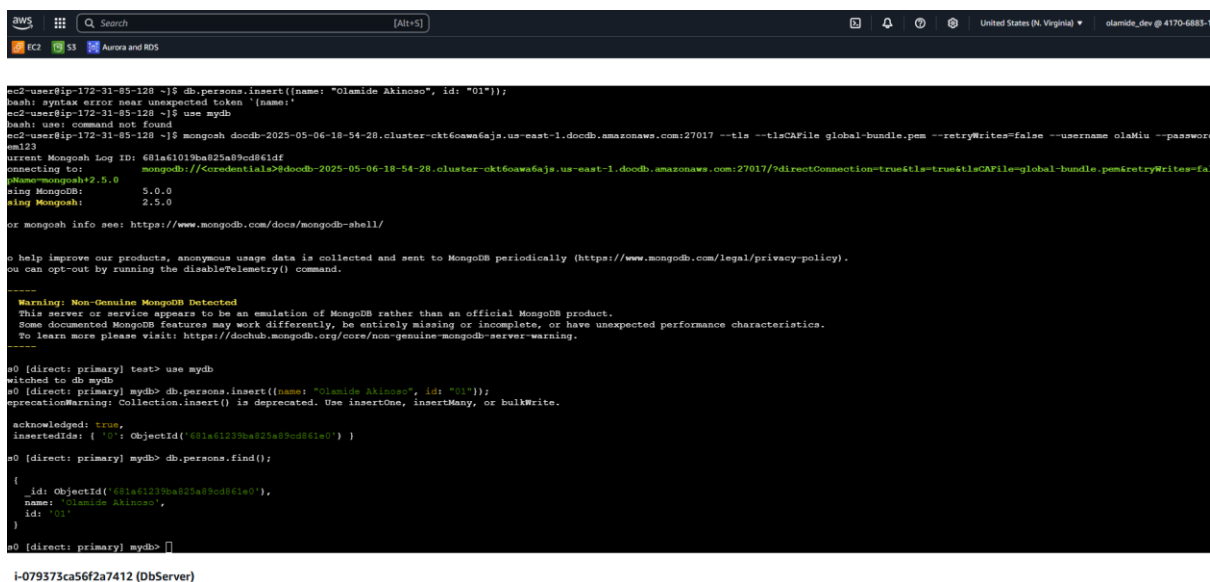 aws
Search
[Alt+S]
United States (N. Virginia) ▾
olamide_dev @ 4170-6883-1
EC2 S3 Aurora and RDS
ec2-user@ip-172-31-85-128 ~]$ db.persons.insert({name: "Olamide Akinoso", id: "01"});
bash: syntax error near unexpected token `{name:'
ec2-user@ip-172-31-85-128 ~]$ use mydb
bash: use: command not found
ec2-user@ip-172-31-85-128 ~]$ mongosh docdb-2025-05-06-18-54-28.cluster-ckt6oawa6ajs.us-east-1.docdb.amazonaws.com:27017 --tls --tlsCAFile global-bundle.pem --retryWrites=false --username olaMiu --password
em123
urrent Mongosh Log ID: 681a61019ba825a89cd861df
onnecting to: mongodb://<credentials>@docdb-2025-05-06-18-54-28.cluster-ckt6oawa6ajs.us-east-1.docdb.amazonaws.com:27017/?directConnection=true&tls=true&tlsCAFile=global-bundle.pem&retryWrites=fal
pName=mongosh+2.5.0
sing MongoDB: 5.0.0
sing Mongosh: 2.5.0
or mongosh info see: https://www.mongodb.com/docs/mongodb-shell/
o help improve our products, anonymous usage data is collected and sent to MongoDB periodically (https://www.mongodb.com/legal/privacy-policy).
ou can opt-out by running the disableTelemetry() command.
-----
Warning: Non-Genuine MongoDB Detected
This server or service appears to be an emulation of MongoDB rather than an official MongoDB product.
Some documented MongoDB features may work differently, be entirely missing or incomplete, or have unexpected performance characteristics.
To learn more please visit: https://dochub.mongodb.org/core/non-genuine-mongodb-server-warning.
-----
s0 [direct: primary] test> use mydb
witched to db mydb
s0 [direct: primary] mydb> db.persons.insert({name: "Olamide Akinoso", id: "01"});
eprecationWarning: Collection.insert() is deprecated. Use insertOne, insertMany, or bulkWrite.
acknowledged: true,
insertedIds: { '0': ObjectId('681a61239ba825a89cd861e0') }
s0 [direct: primary] mydb> db.persons.find();
{
_id: ObjectId('681a61239ba825a89cd861e0'),
name: 'Olamide Akinoso',
id: '01'
}
s0 [direct: primary] mydb>
i-079373ca56f2a7412 (DbServer)